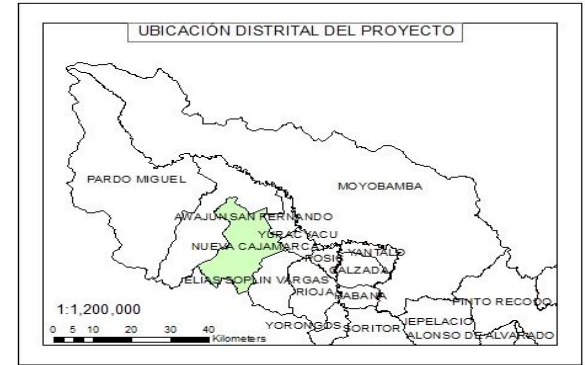 UBICACIÓN DISTRITAL DEL PROYECTO
PARDO MIGUEL
MOYOBAMBA
AWAJUN SAN FERNANDO
YURACYACU
NUEVA CAJAMARCA
POSIC
YANTALO
CALZADA
ELIAS SOPLIN VARGAS
RIOJA
HABANA
PINTO RECODO
YORONGOS
SORITOR
JEPELACIO
ALONSO DE ALVARADO
1:1,200,000
0 5 10 20 30 40
Kilometers